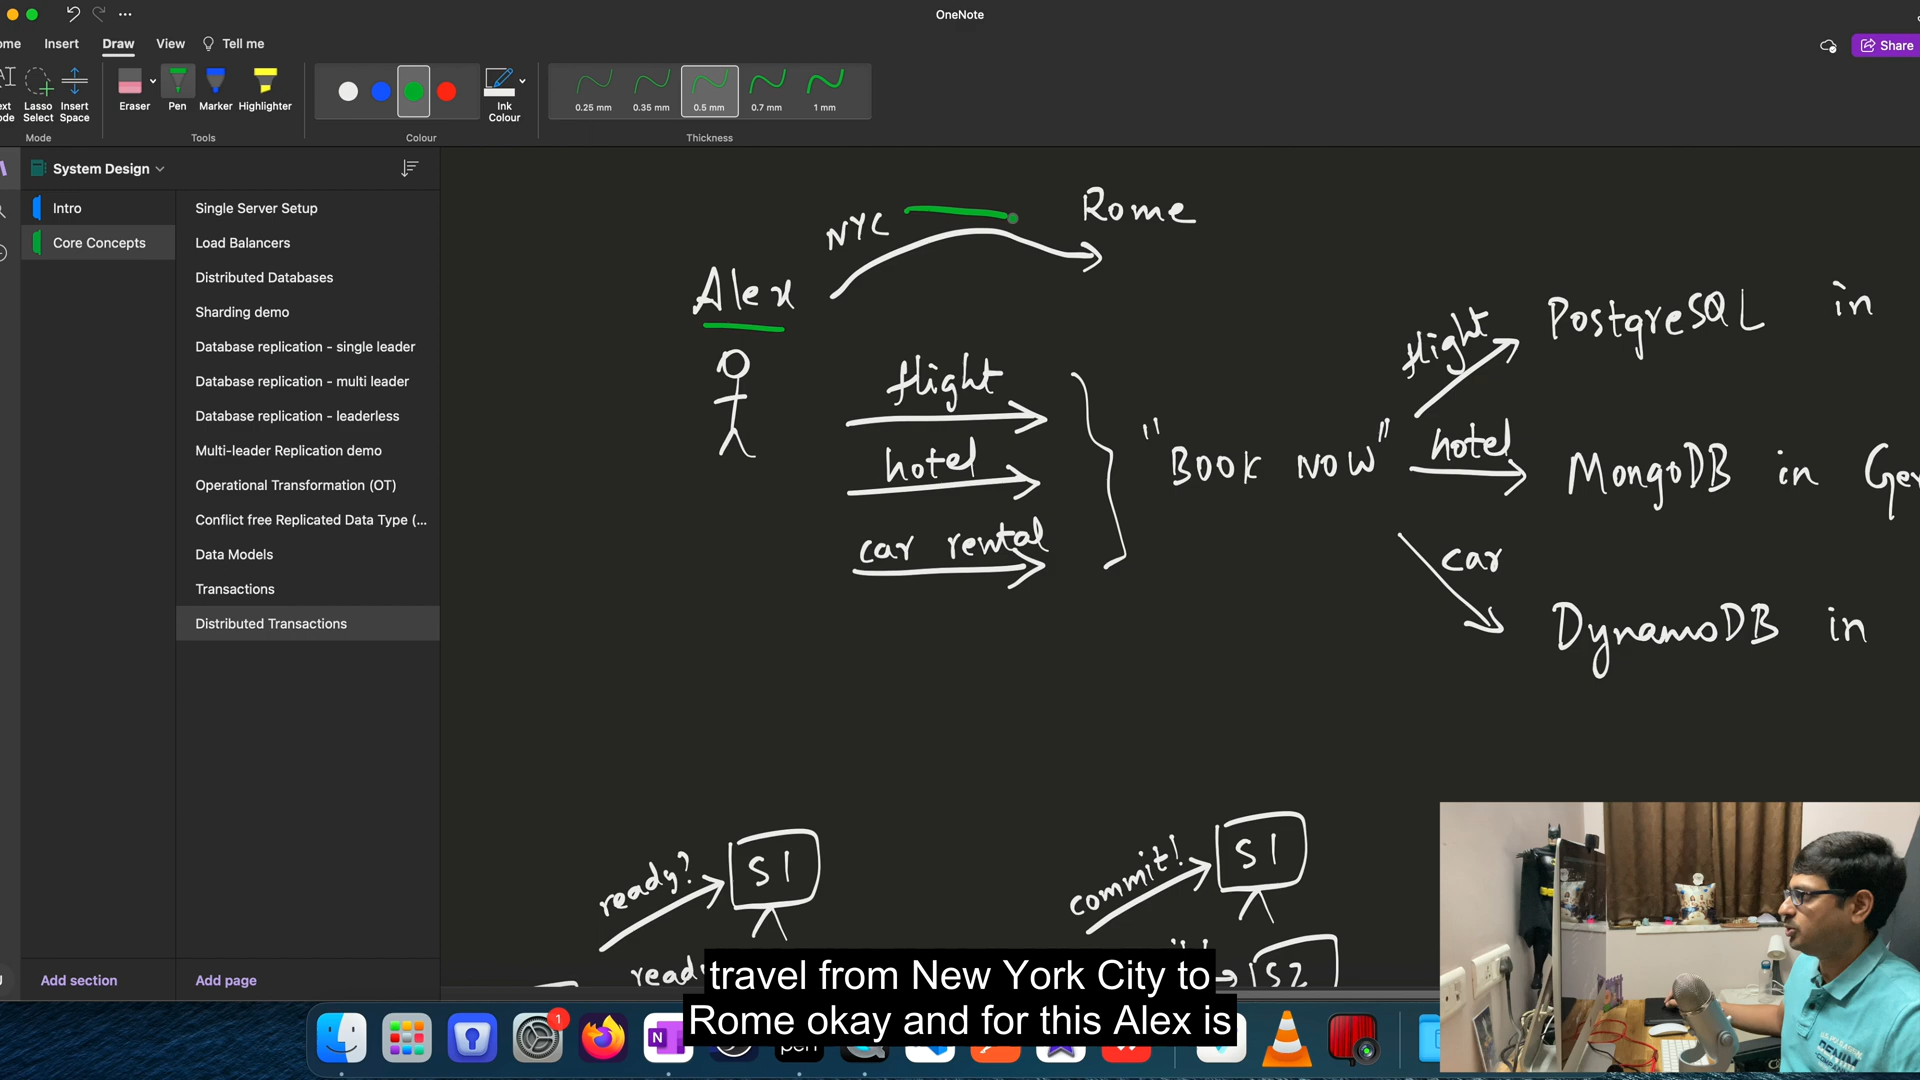 OneNote
Insert
Draw
View
Tell me
Share
Lasso Select
Insert Space
Eraser
Pen
Marker
Highlighter
Ink Colour
0.25 mm
0.35 mm
0.5 mm
0.7 mm
1 mm
Mode
Tools
Colour
Thickness
System Design
Intro
Core Concepts
Single Server Setup
Load Balancers
Distributed Databases
Sharding demo
Database replication - single leader
Database replication - multi leader
Database replication - leaderless
Multi-leader Replication demo
Operational Transformation (OT)
Conflict free Replicated Data Type (...
Data Models
Transactions
Distributed Transactions
Add section
Add page
NYC
Rome
Alex
flight
hotel
car rental
"BOOK NOW"
flight
PostgreSQL in
hotel
MongoDB in Ger
car
DynamoDB in
ready?
S1
commit!
S1
read
S2
travel from New York City to
Rome okay and for this Alex is
1
N
pen
DENIM